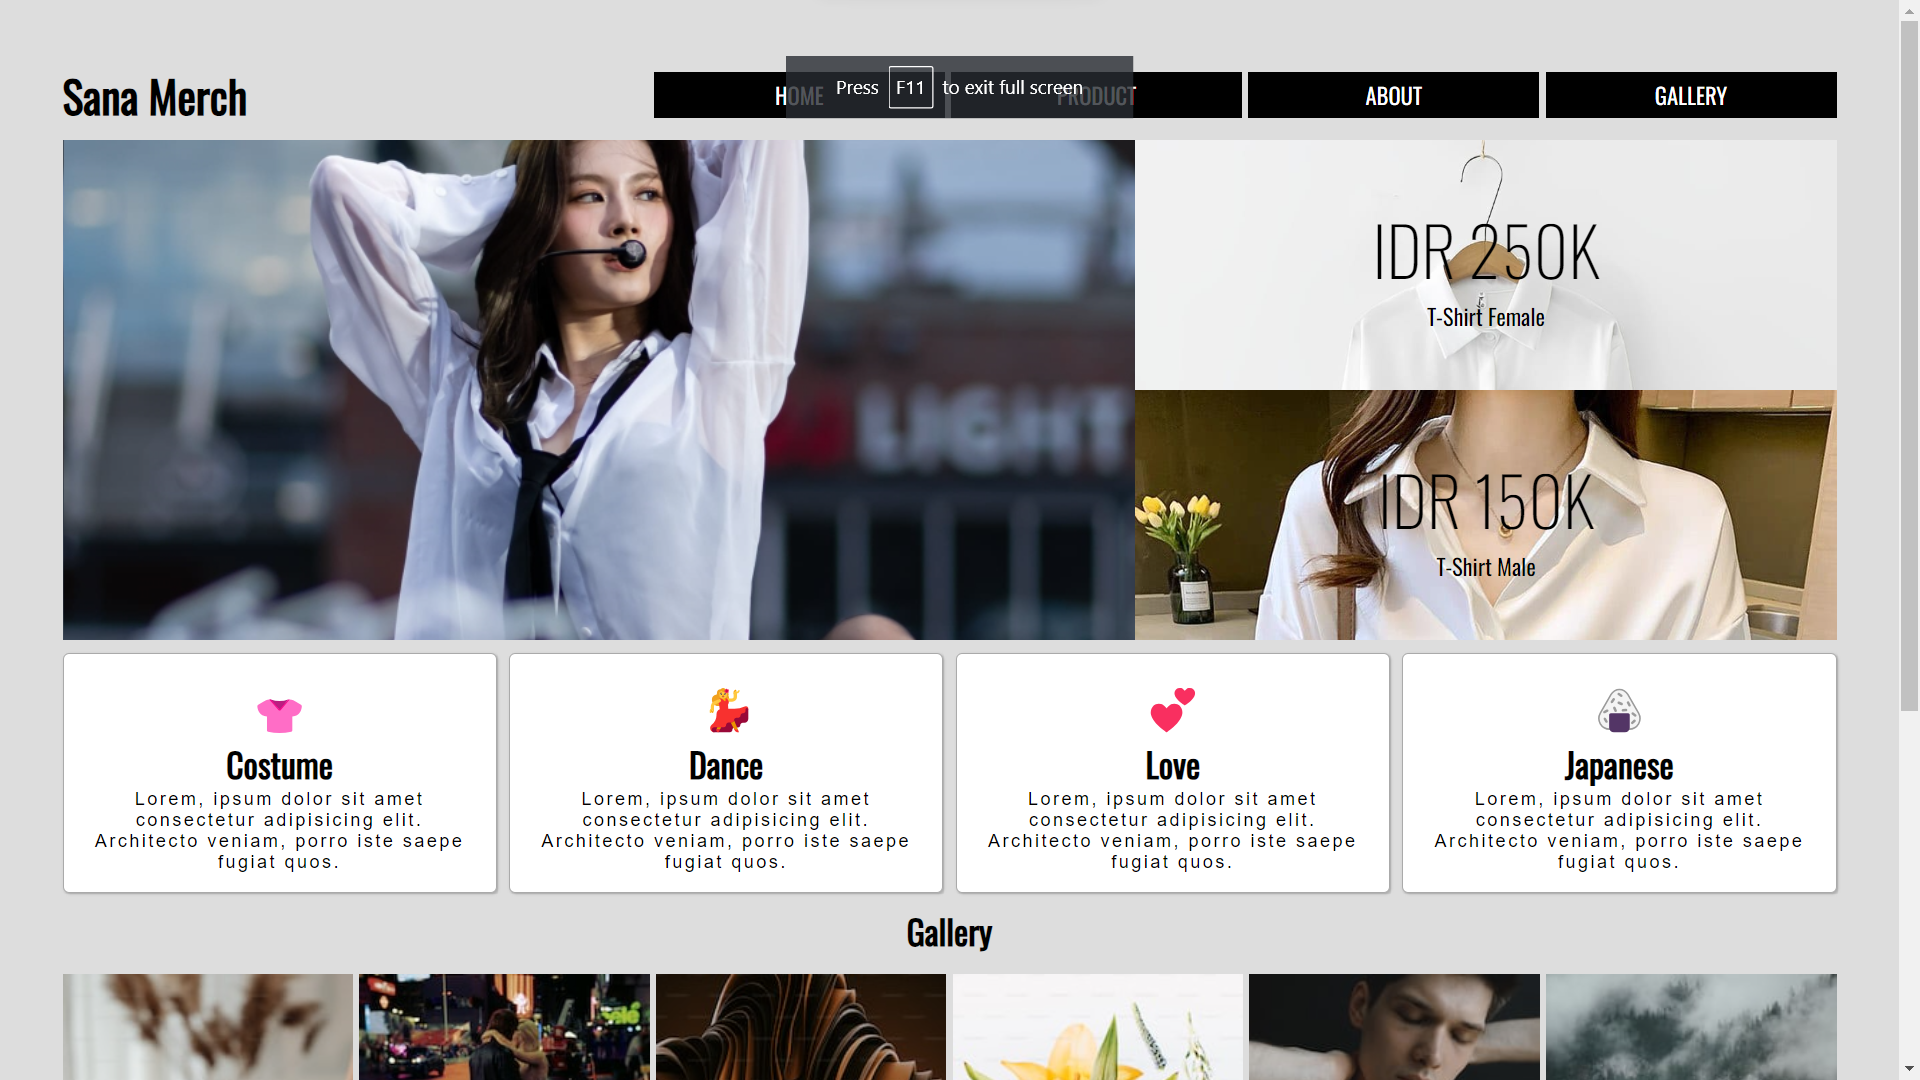 Sana Merch
HOME
PRODUCT
ABOUT
GALLERY
Press F11 to exit full screen
LIGHT
IDR 250K
T-Shirt Female
IDR 150K
T-Shirt Male
Costume
Lorem, ipsum dolor sit amet
consectetur adipisicing elit.
Architecto veniam, porro iste saepe
fugiat quos.
Dance
Lorem, ipsum dolor sit amet
consectetur adipisicing elit.
Architecto veniam, porro iste saepe
fugiat quos.
Love
Lorem, ipsum dolor sit amet
consectetur adipisicing elit.
Architecto veniam, porro iste saepe
fugiat quos.
Japanese
Lorem, ipsum dolor sit amet
consectetur adipisicing elit.
Architecto veniam, porro iste saepe
fugiat quos.
Gallery